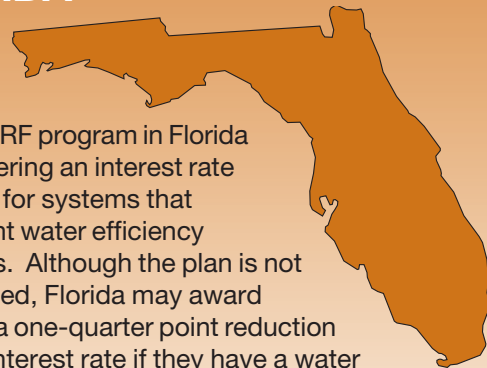 RF program in Florida
ering an interest rate
for systems that
nt water efficiency
s. Although the plan is not
ed, Florida may award
a one-quarter point reduction
nterest rate if they have a water